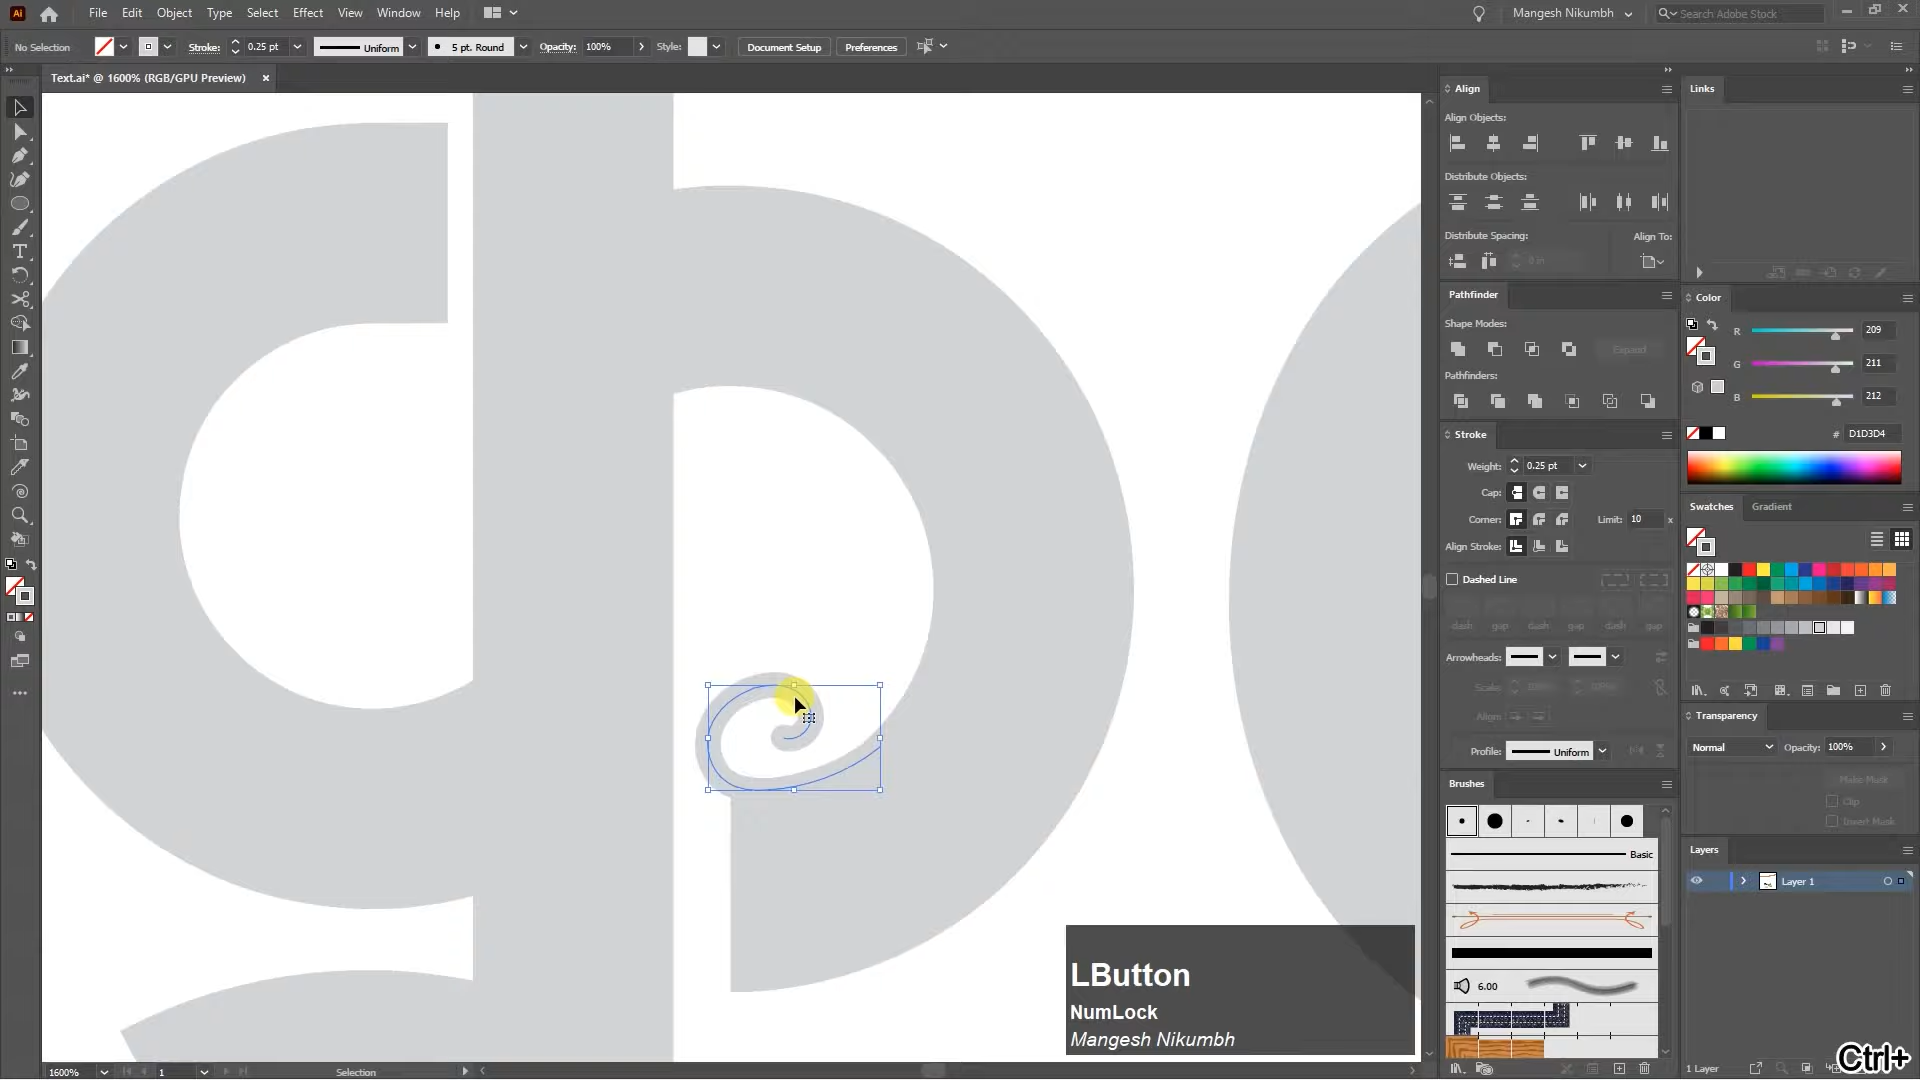 Ai File Edit Object Type Select Effect View Window Help Mangesh Nikumbh Search Adobe Stock
No Selection Stroke: 0.25 pt Uniform 5 pt. Round Opacity: 100% Style: Document Setup Preferences
Text.ai* @ 1600% (RGB/GPU Preview) ×
Align
Align Objects:
Distribute Objects:
Distribute Spacing: Align To:
0 in
Pathfinder
Shape Modes:
Expand
Pathfinders:
Stroke
Weight: 0.25 pt
Cap:
Corner: Limit: 10 x
Align Stroke:
Dashed Line
dash gap dash gap dash gap
Arrowheads:
Scale: 100% 100%
Align:
Profile: Uniform
Brushes
Basic
6.00
Links
Color
R 209
G 211
B 212
# D1D3D4
Swatches Gradient
Transparency
Normal Opacity: 100%
Make Mask
Clip
Invert Mask
Layers
Layer 1
1 Layer
LButton
NumLock
Mangesh Nikumbh
Ctrl+
1600% 1 Selection